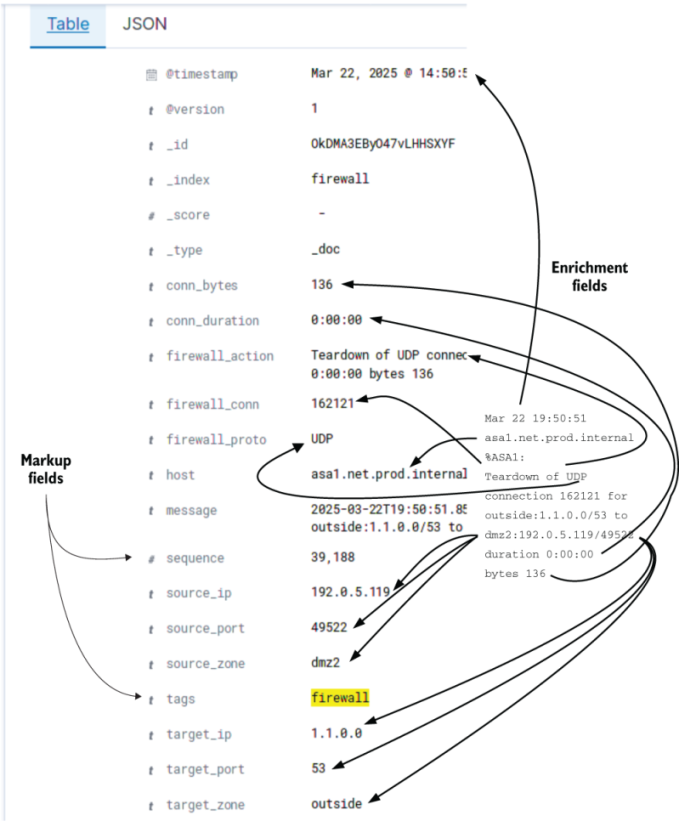 Table JSON
@timestamp Mar 22, 2025 @ 14:50:5
t @version 1
t _id OkDMA3EByO47vLHHSXYF
t _index firewall
# _score -
t _type _doc
t conn_bytes 136
Enrichment
fields
t conn_duration 0:00:00
t firewall_action Teardown of UDP connec
0:00:00 bytes 136
t firewall_conn 162121
t firewall_proto UDP
Markup
fields
t host asa1.net.prod.internal
t message 2025-03-22T19:50:51.85
outside:1.1.0.0/53 to
# sequence 39,188
t source_ip 192.0.5.119
t source_port 49522
t source_zone dmz2
t tags firewall
t target_ip 1.1.0.0
t target_port 53
t target_zone outside
Mar 22 19:50:51
asa1.net.prod.internal
%ASA1:
Teardown of UDP
connection 162121 for
outside:1.1.0.0/53 to
dmz2:192.0.5.119/49522
duration 0:00:00
bytes 136